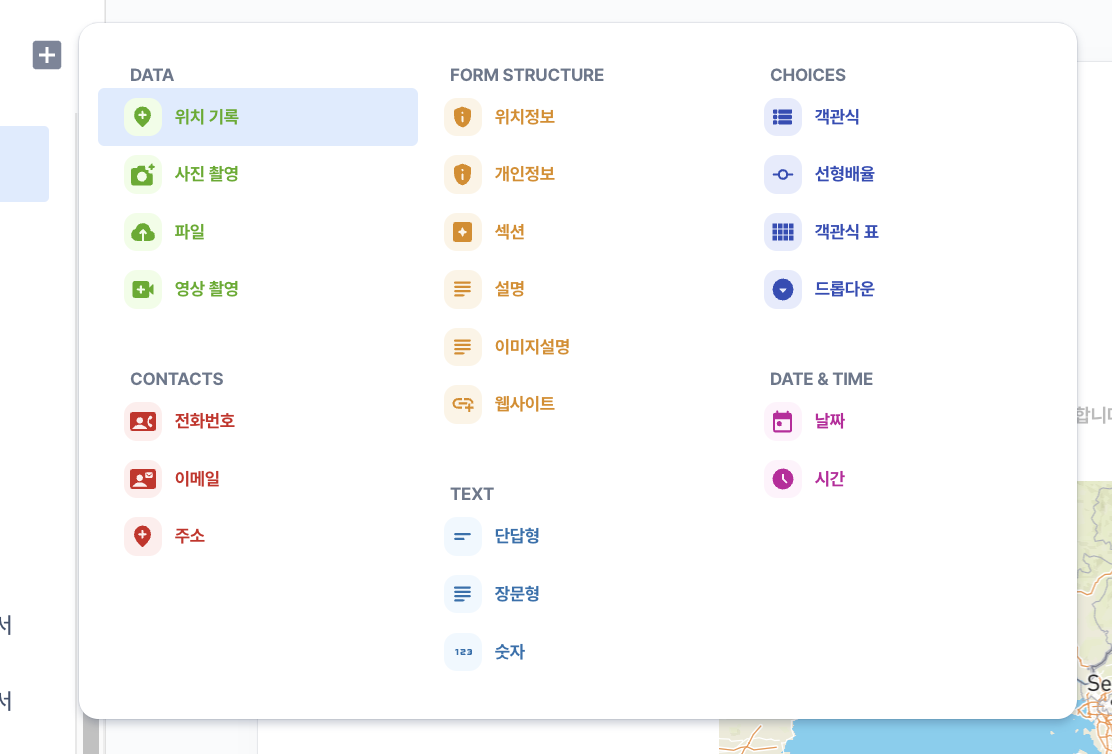 DATA
위치 기록
사진 촬영
파일
영상 촬영
CONTACTS
전화번호
이메일
주소
FORM STRUCTURE
위치정보
개인정보
섹션
설명
이미지설명
웹사이트
TEXT
단답형
장문형
123 숫자
CHOICES
객관식
선형배율
객관식 표
드롭다운
DATE & TIME
날짜
시간
서
서
Se